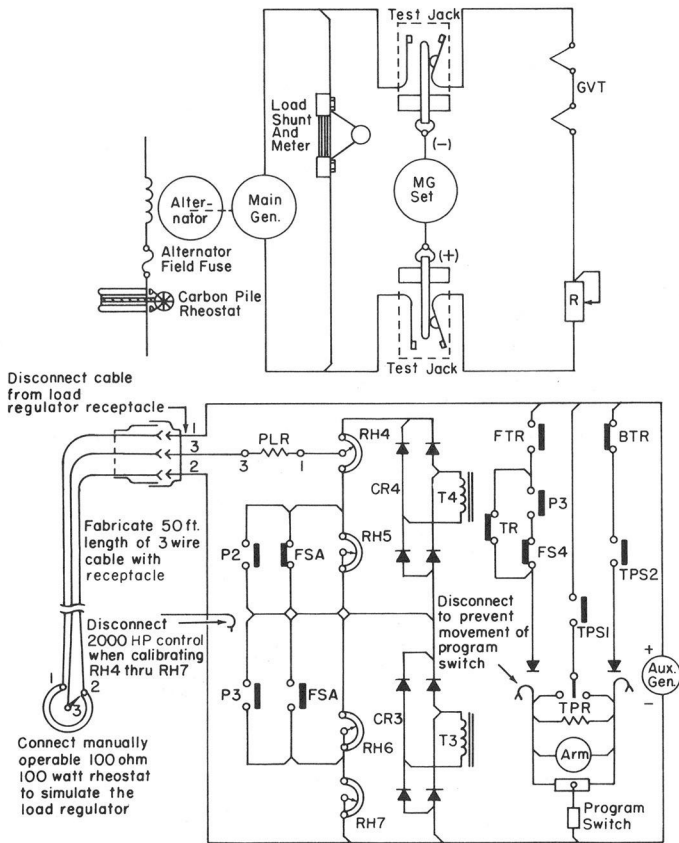 Test Jack
GVT
Load
Shunt
And
Meter
(-)
MG
Set
Alter-
nator
Main
Gen.
(+)
Alternator
Field Fuse
Carbon Pile
Rheostat
R
Test Jack
Disconnect cable
from load
regulator receptacle
1
3
2
PLR
3
1
RH4
CR4
T4
FTR
BTR
P3
TR
FS4
Fabricate 50 ft.
length of 3 wire
cable with
receptacle
P2
FSA
RH5
TPS2
Disconnect
2000 HP control
when calibrating
RH4 thru RH7
Disconnect
to prevent
movement of
program
switch
TPS1
+
Aux.
Gen.
-
1
2
3
P3
FSA
CR3
T3
RH6
TPR
Arm
Connect manually
operable 100 ohm
100 watt rheostat
to simulate the
load regulator
RH7
Program
Switch